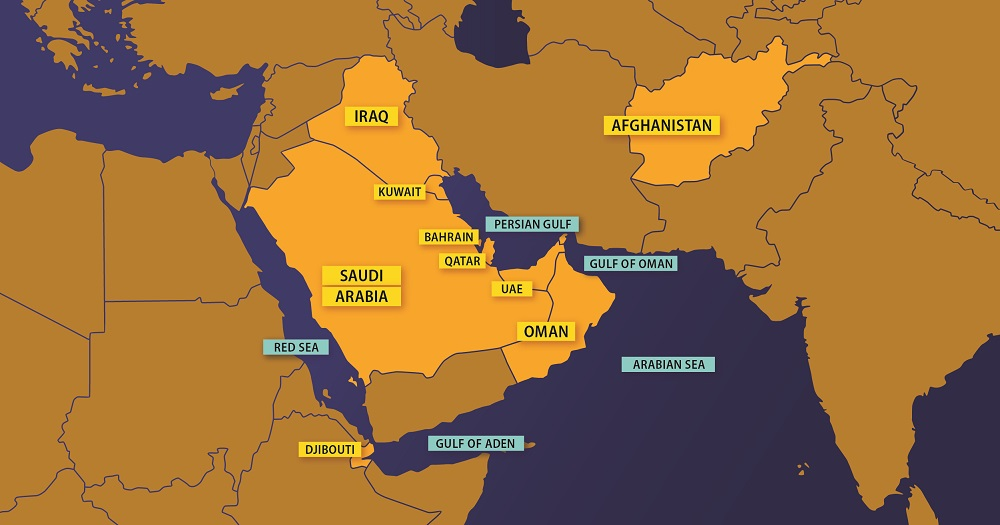 IRAQ
AFGHANISTAN
KUWAIT
PERSIAN GULF
BAHRAIN
QATAR
GULF OF OMAN
SAUDI
ARABIA
UAE
OMAN
RED SEA
ARABIAN SEA
DJIBOUTI
GULF OF ADEN